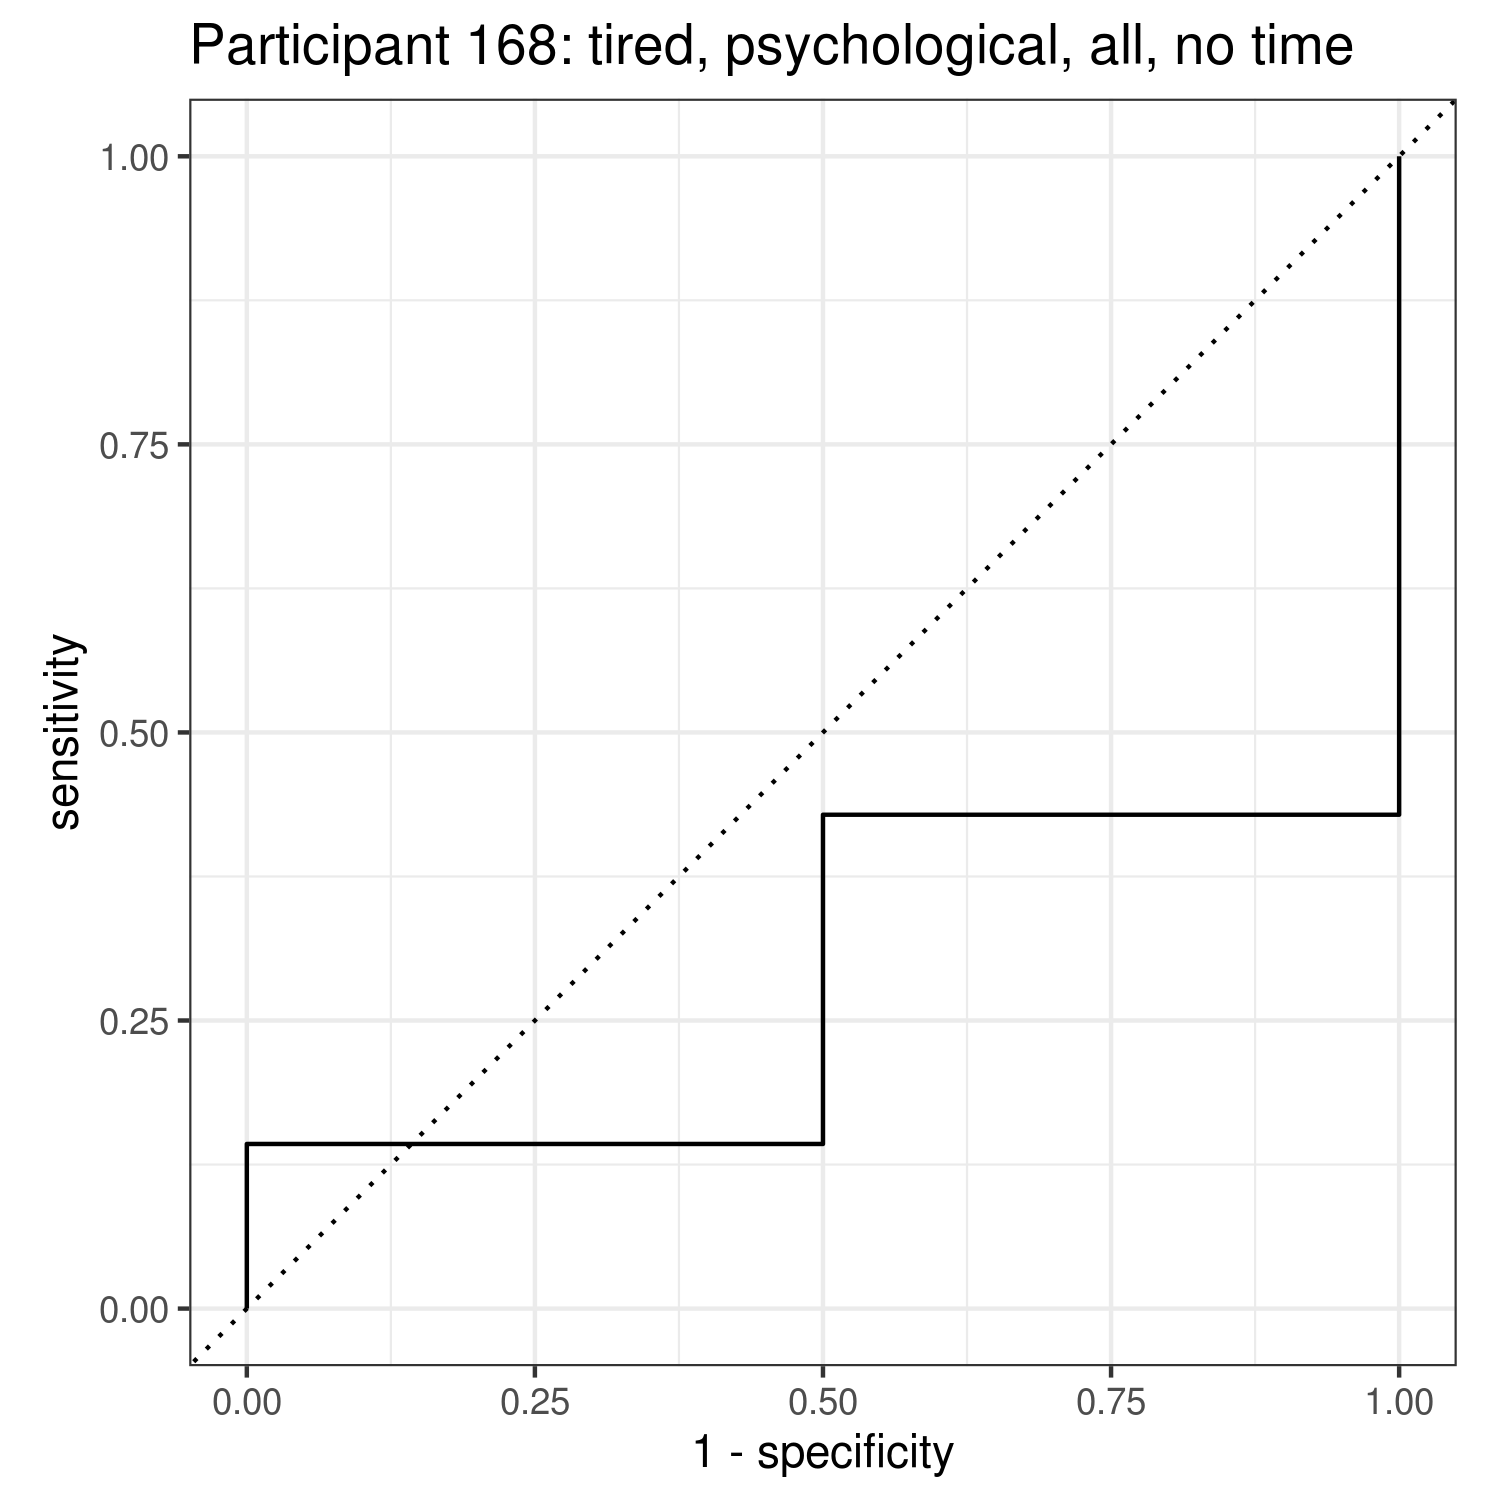 Participant 168: tired, psychological, all, no time
1.00
0.75
0.50
0.25
0.00
sensitivity
0.00 0.25 0.50 0.75 1.00
1 - specificity